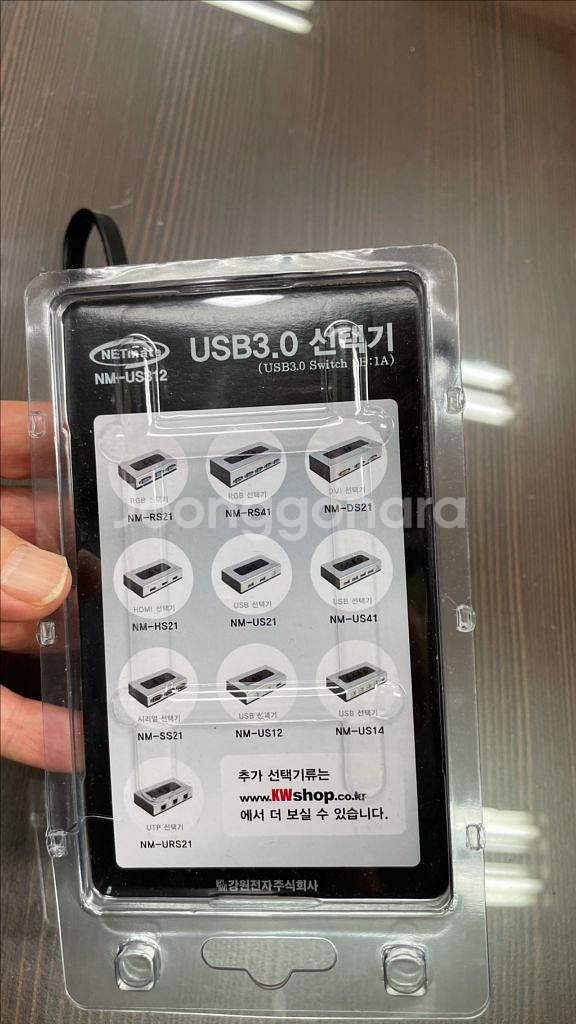 NETmate
USB3.0 선택기
NM-US312
(USB3.0 Switch :1A)
RGB 선택기
RGB 선택기
DVI 선택기
NM-RS21
NM-RS41
NM-DS21
Joonggonara
HDMI 선택기
USB 선택기
USB 선택기
NM-HS21
NM-US21
NM-US41
시리얼 선택기
USB 선택기
USB 선택기
NM-SS21
NM-US12
NM-US14
추가 선택기류는
www.KWshop.co.kr
에서 더 보실 수 있습니다.
UTP 선택기
NM-URS21
강원전자주식회사